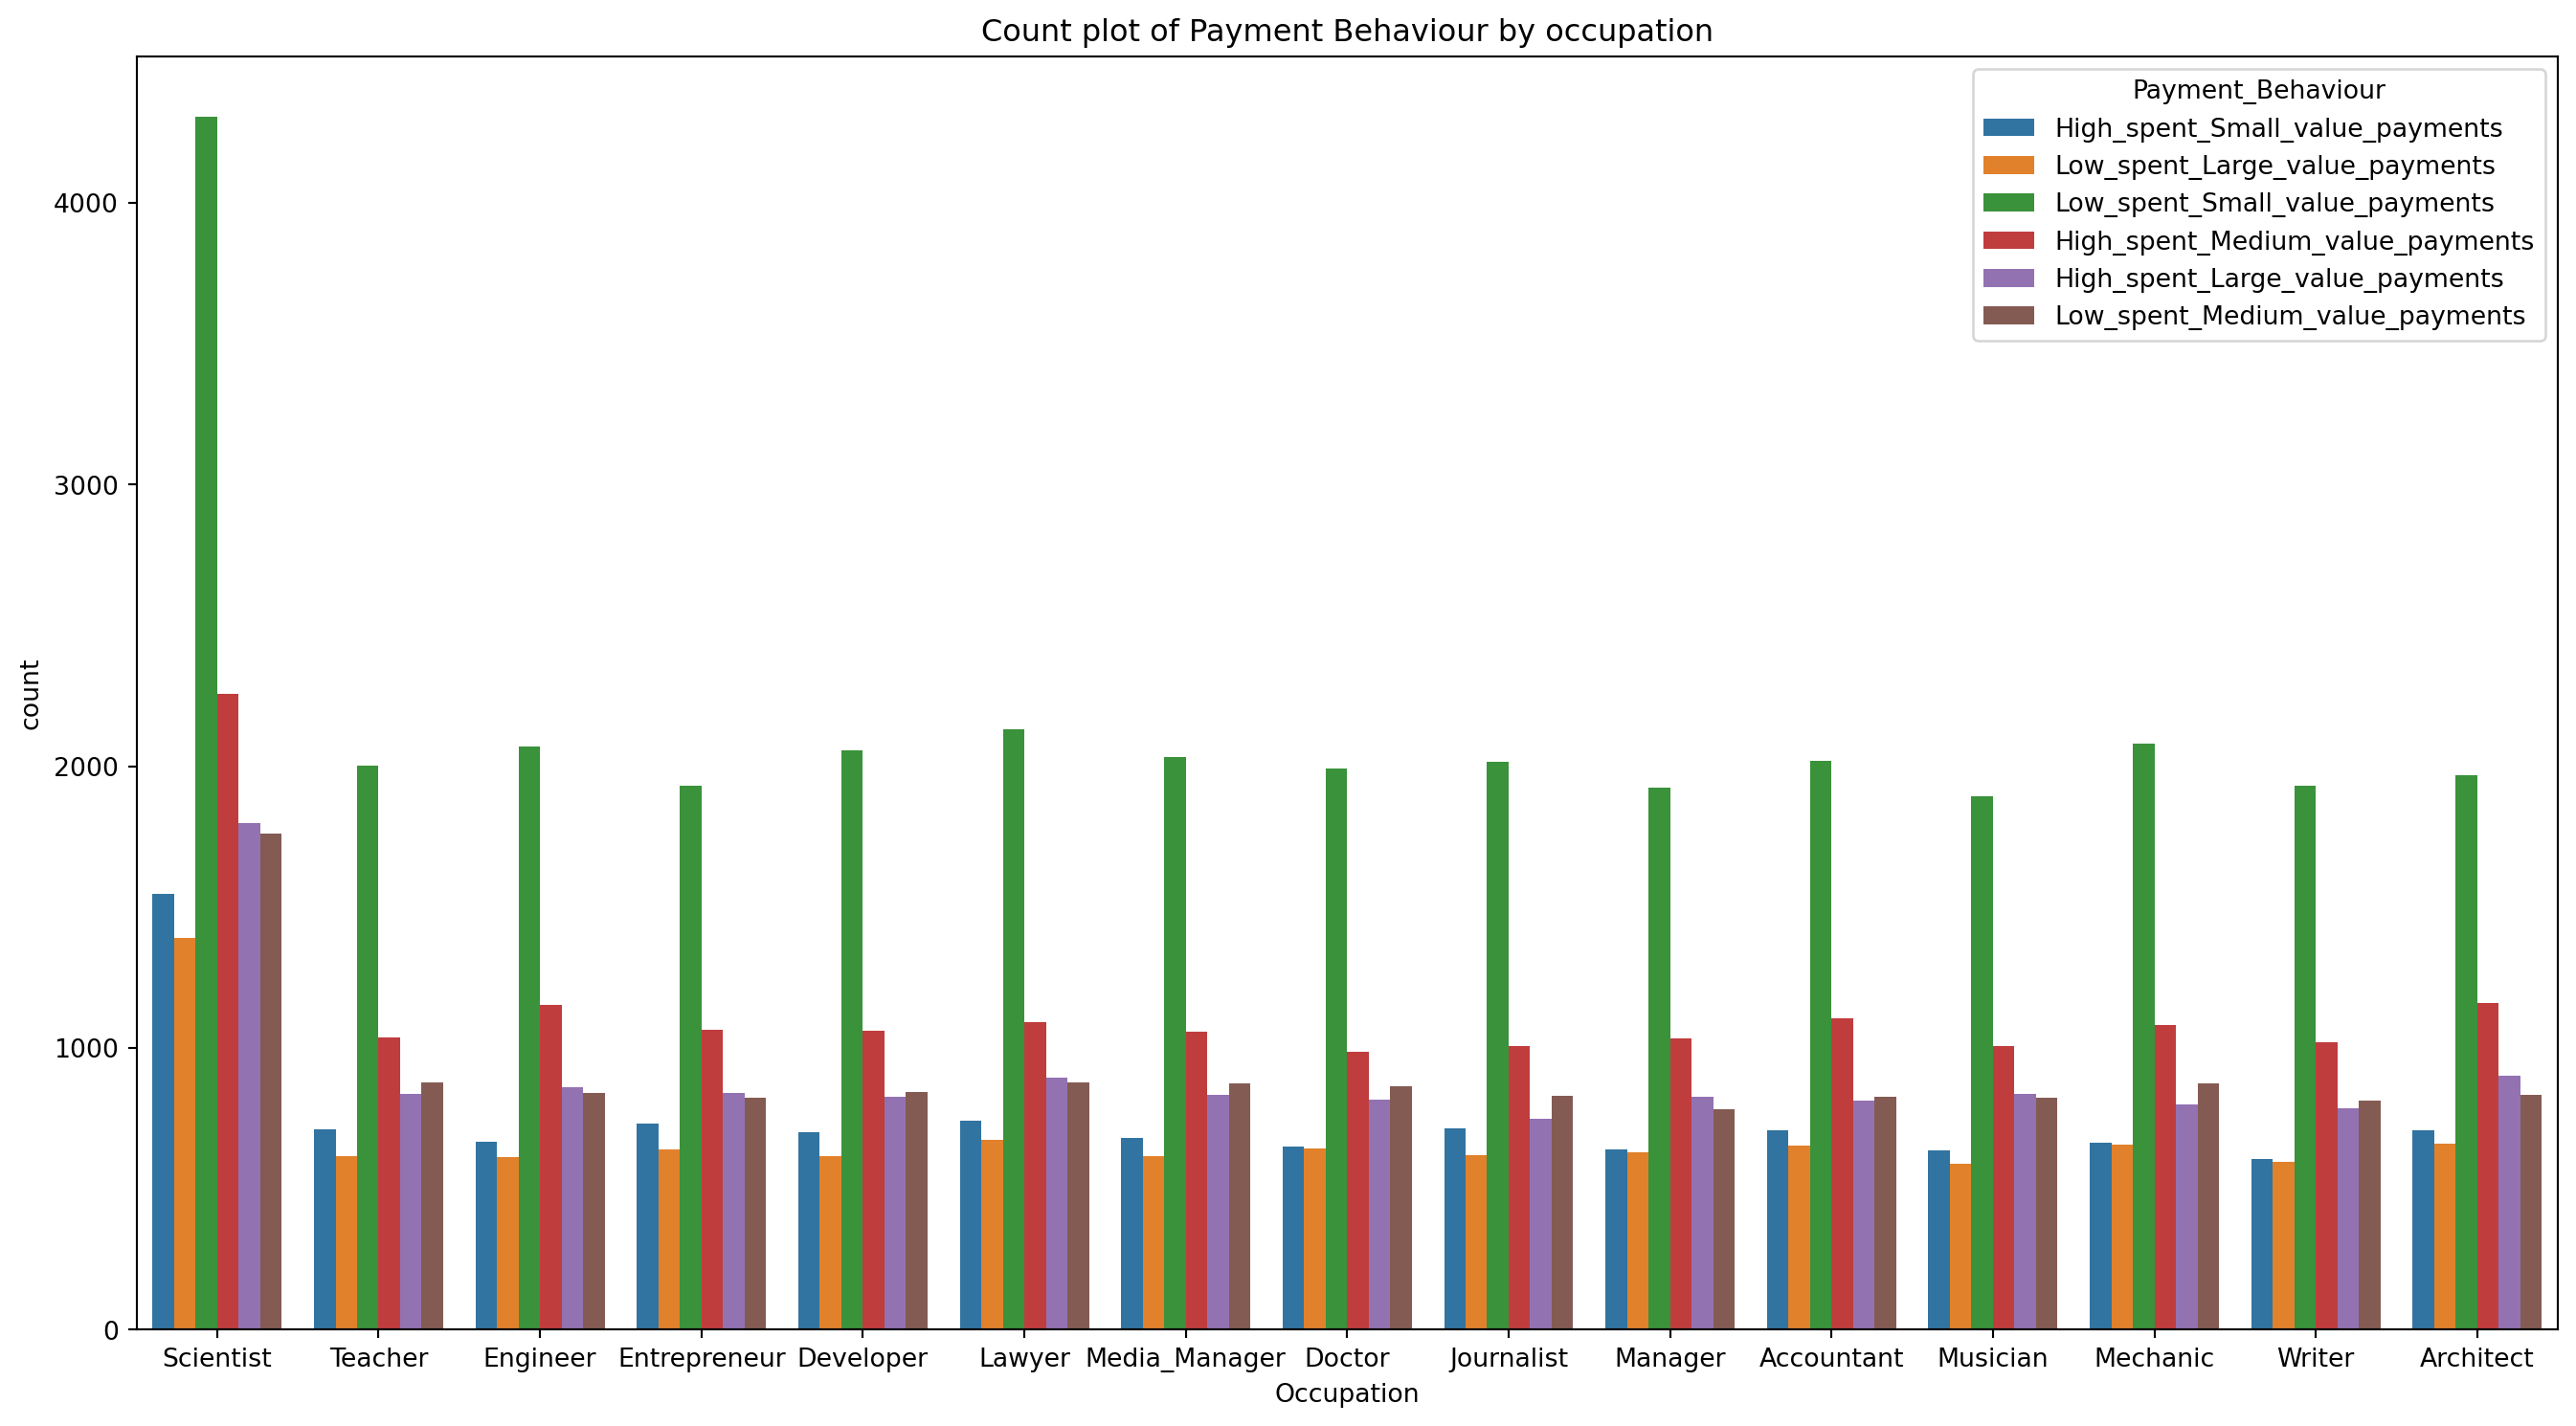 Count plot of Payment Behaviour by occupation
Payment_Behaviour
High_spent_Small_value_payments
Low_spent_Large_value_payments
Low_spent_Small_value_payments
High_spent_Medium_value_payments
High_spent_Large_value_payments
Low_spent_Medium_value_payments
4000
3000
2000
1000
0
count
Scientist Teacher Engineer Entrepreneur Developer Lawyer Media_Manager Doctor Journalist Manager Accountant Musician Mechanic Writer Architect
Occupation